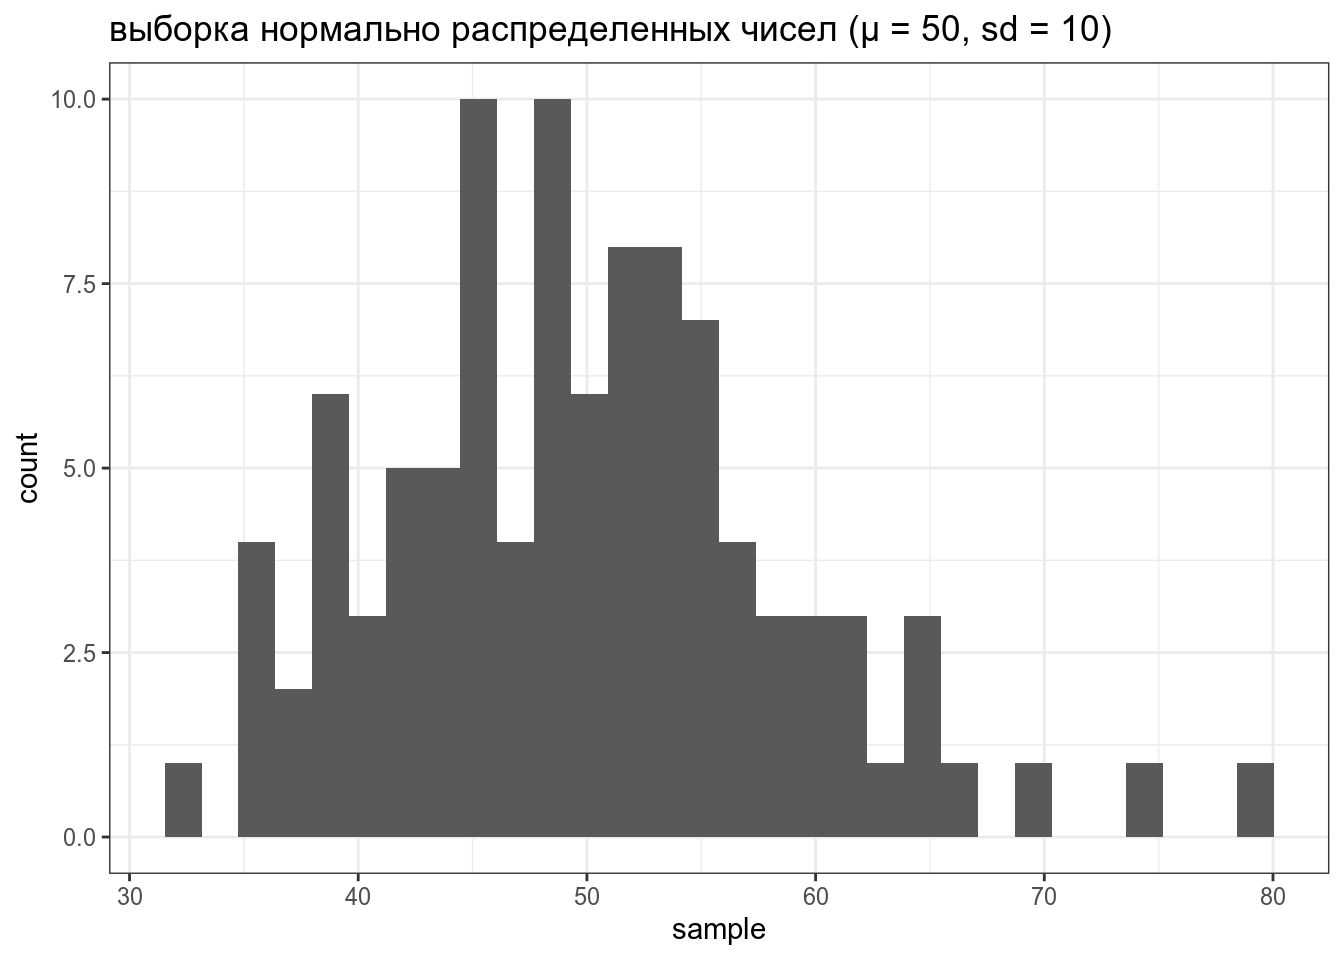 выборка нормально распределенных чисел (μ = 50, sd = 10)
10.0
7.5
5.0
2.5
0.0
count
30 40 50 60 70 80
sample